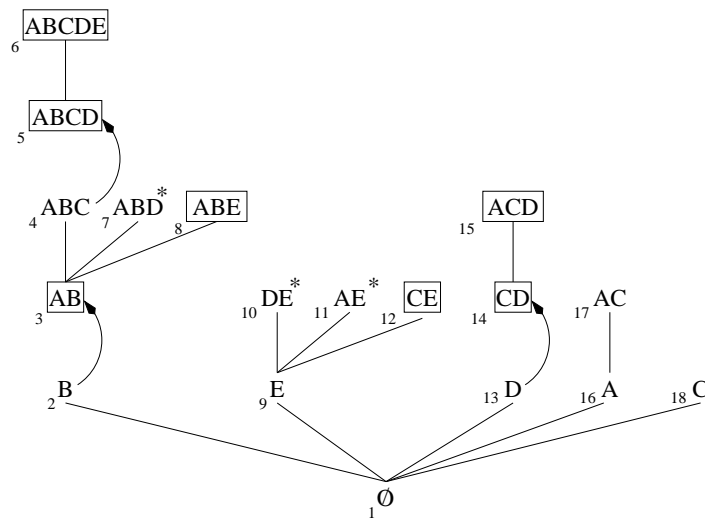 6 ABCDE
5 ABCD
4 ABC 7 ABD* 8 ABE 15 ACD
3 AB 10 DE* 11 AE* 12 CE 14 CD 17 AC
2 B 9 E 13 D 16 A 18 C
1 Ø